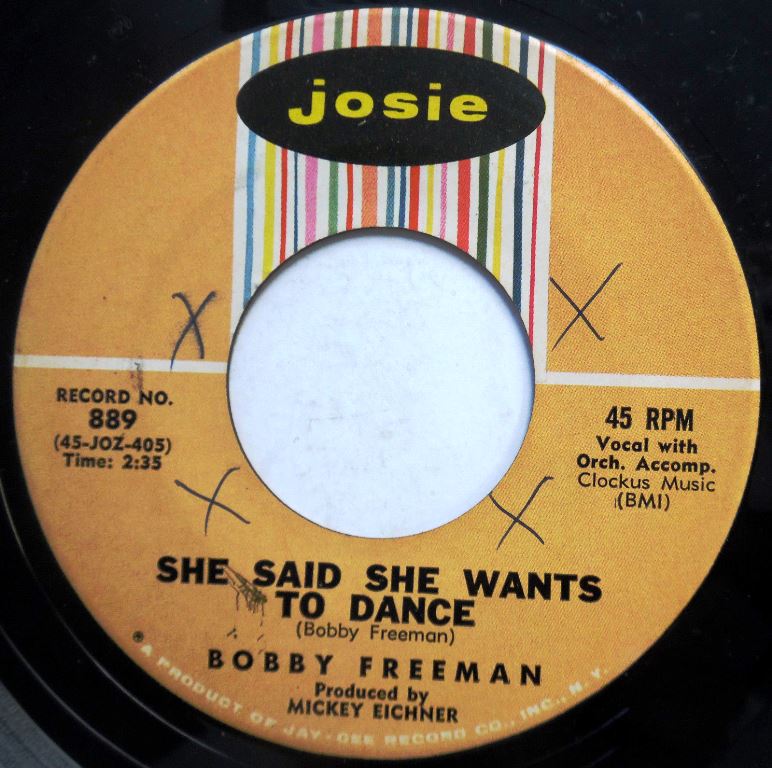 josie
RECORD NO.
889
(45-JOZ-405)
Time: 2:35
45 RPM
Vocal with
Orch. Accomp.
Clockus Music
(BMI)
X
X
X
X
SHE SAID SHE WANTS
TO DANCE
(Bobby Freeman)
BOBBY FREEMAN
Produced by
MICKEY EICHNER
® A PRODUCT OF JAY-GEE RECORD CO., INC., N. Y.